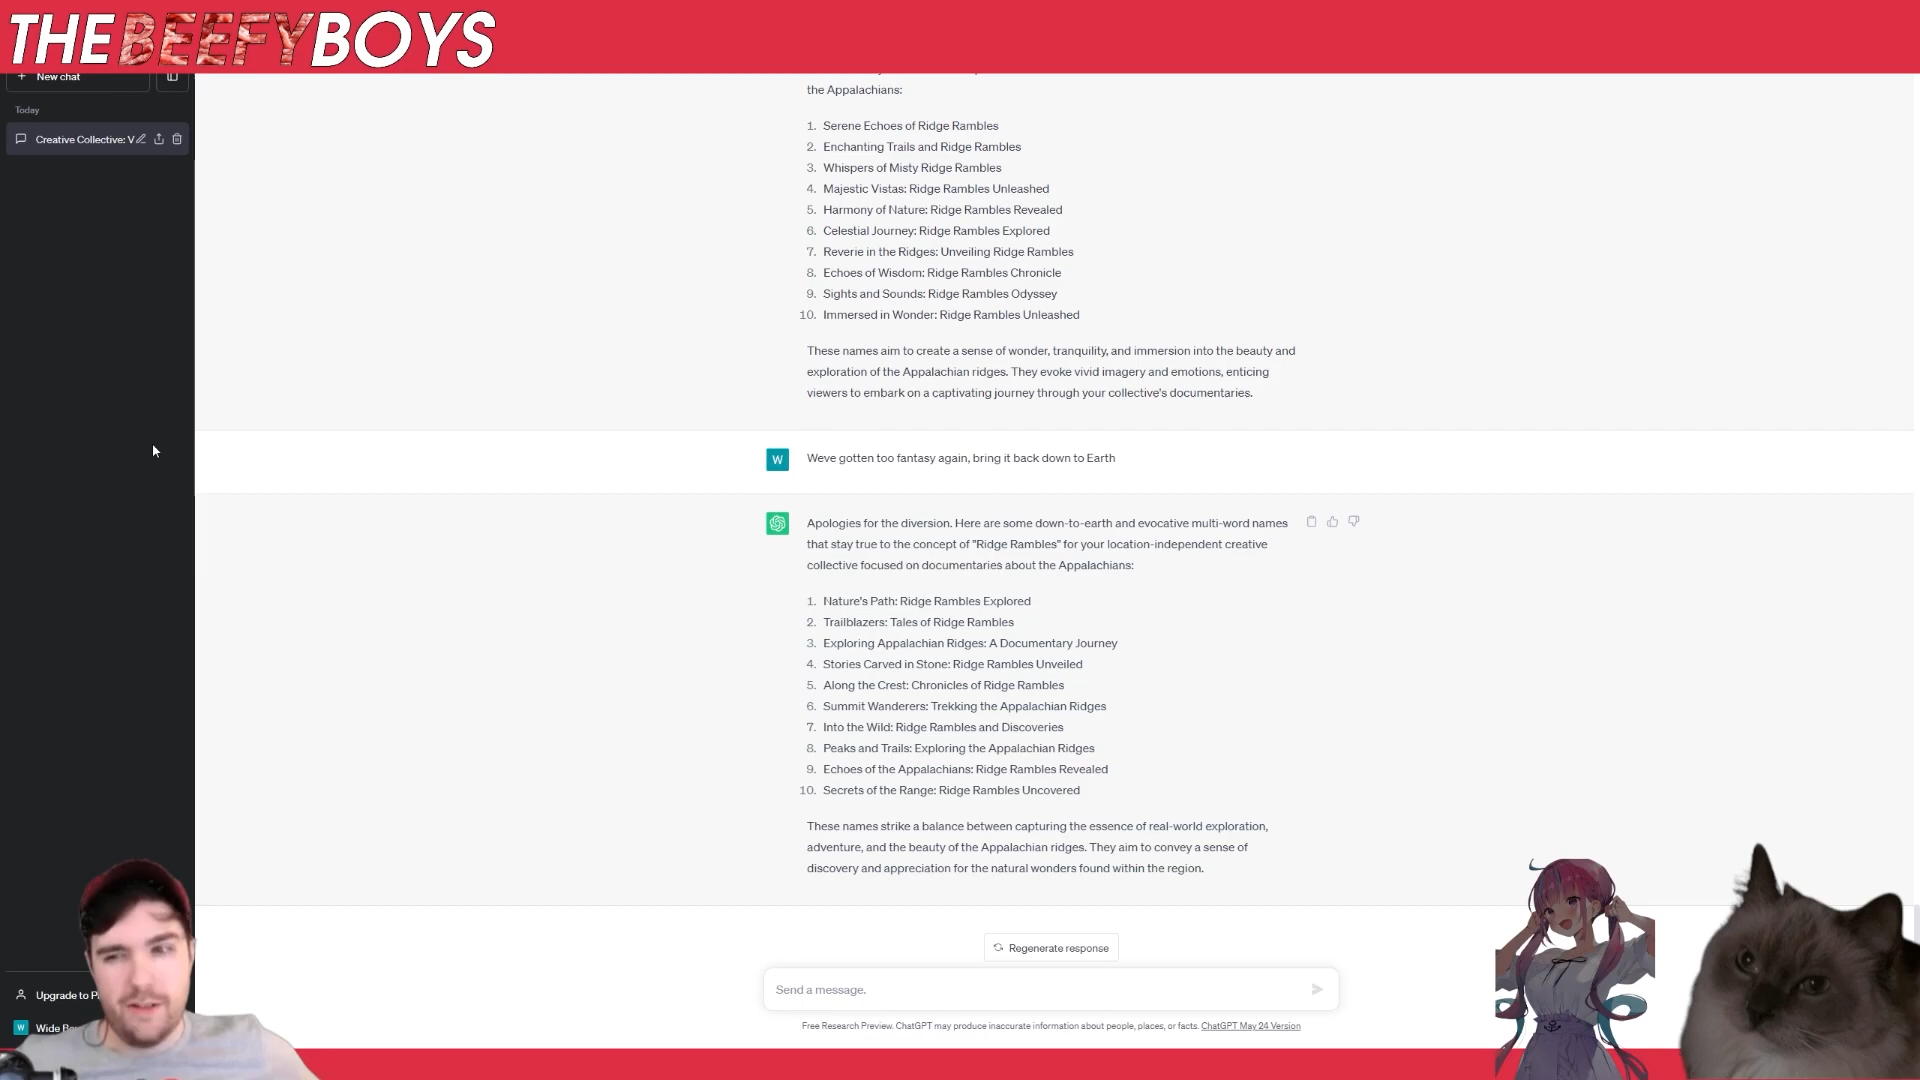 THEBEEFYBOYS
New chat
Today
Creative Collective: V
the Appalachians:
1. Serene Echoes of Ridge Rambles
2. Enchanting Trails and Ridge Rambles
3. Whispers of Misty Ridge Rambles
4. Majestic Vistas: Ridge Rambles Unleashed
5. Harmony of Nature: Ridge Rambles Revealed
6. Celestial Journey: Ridge Rambles Explored
7. Reverie in the Ridges: Unveiling Ridge Rambles
8. Echoes of Wisdom: Ridge Rambles Chronicle
9. Sights and Sounds: Ridge Rambles Odyssey
10. Immersed in Wonder: Ridge Rambles Unleashed
These names aim to create a sense of wonder, tranquility, and immersion into the beauty and
exploration of the Appalachian ridges. They evoke vivid imagery and emotions, enticing
viewers to embark on a captivating journey through your collective's documentaries.
W
Weve gotten too fantasy again, bring it back down to Earth
Apologies for the diversion. Here are some down-to-earth and evocative multi-word names
that stay true to the concept of "Ridge Rambles" for your location-independent creative
collective focused on documentaries about the Appalachians:
1. Nature's Path: Ridge Rambles Explored
2. Trailblazers: Tales of Ridge Rambles
3. Exploring Appalachian Ridges: A Documentary Journey
4. Stories Carved in Stone: Ridge Rambles Unveiled
5. Along the Crest: Chronicles of Ridge Rambles
6. Summit Wanderers: Trekking the Appalachian Ridges
7. Into the Wild: Ridge Rambles and Discoveries
8. Peaks and Trails: Exploring the Appalachian Ridges
9. Echoes of the Appalachians: Ridge Rambles Revealed
10. Secrets of the Range: Ridge Rambles Uncovered
These names strike a balance between capturing the essence of real-world exploration,
adventure, and the beauty of the Appalachian ridges. They aim to convey a sense of
discovery and appreciation for the natural wonders found within the region.
Regenerate response
Send a message.
Free Research Preview. ChatGPT may produce inaccurate information about people, places, or facts. ChatGPT May 24 Version
Upgrade to
W Wide